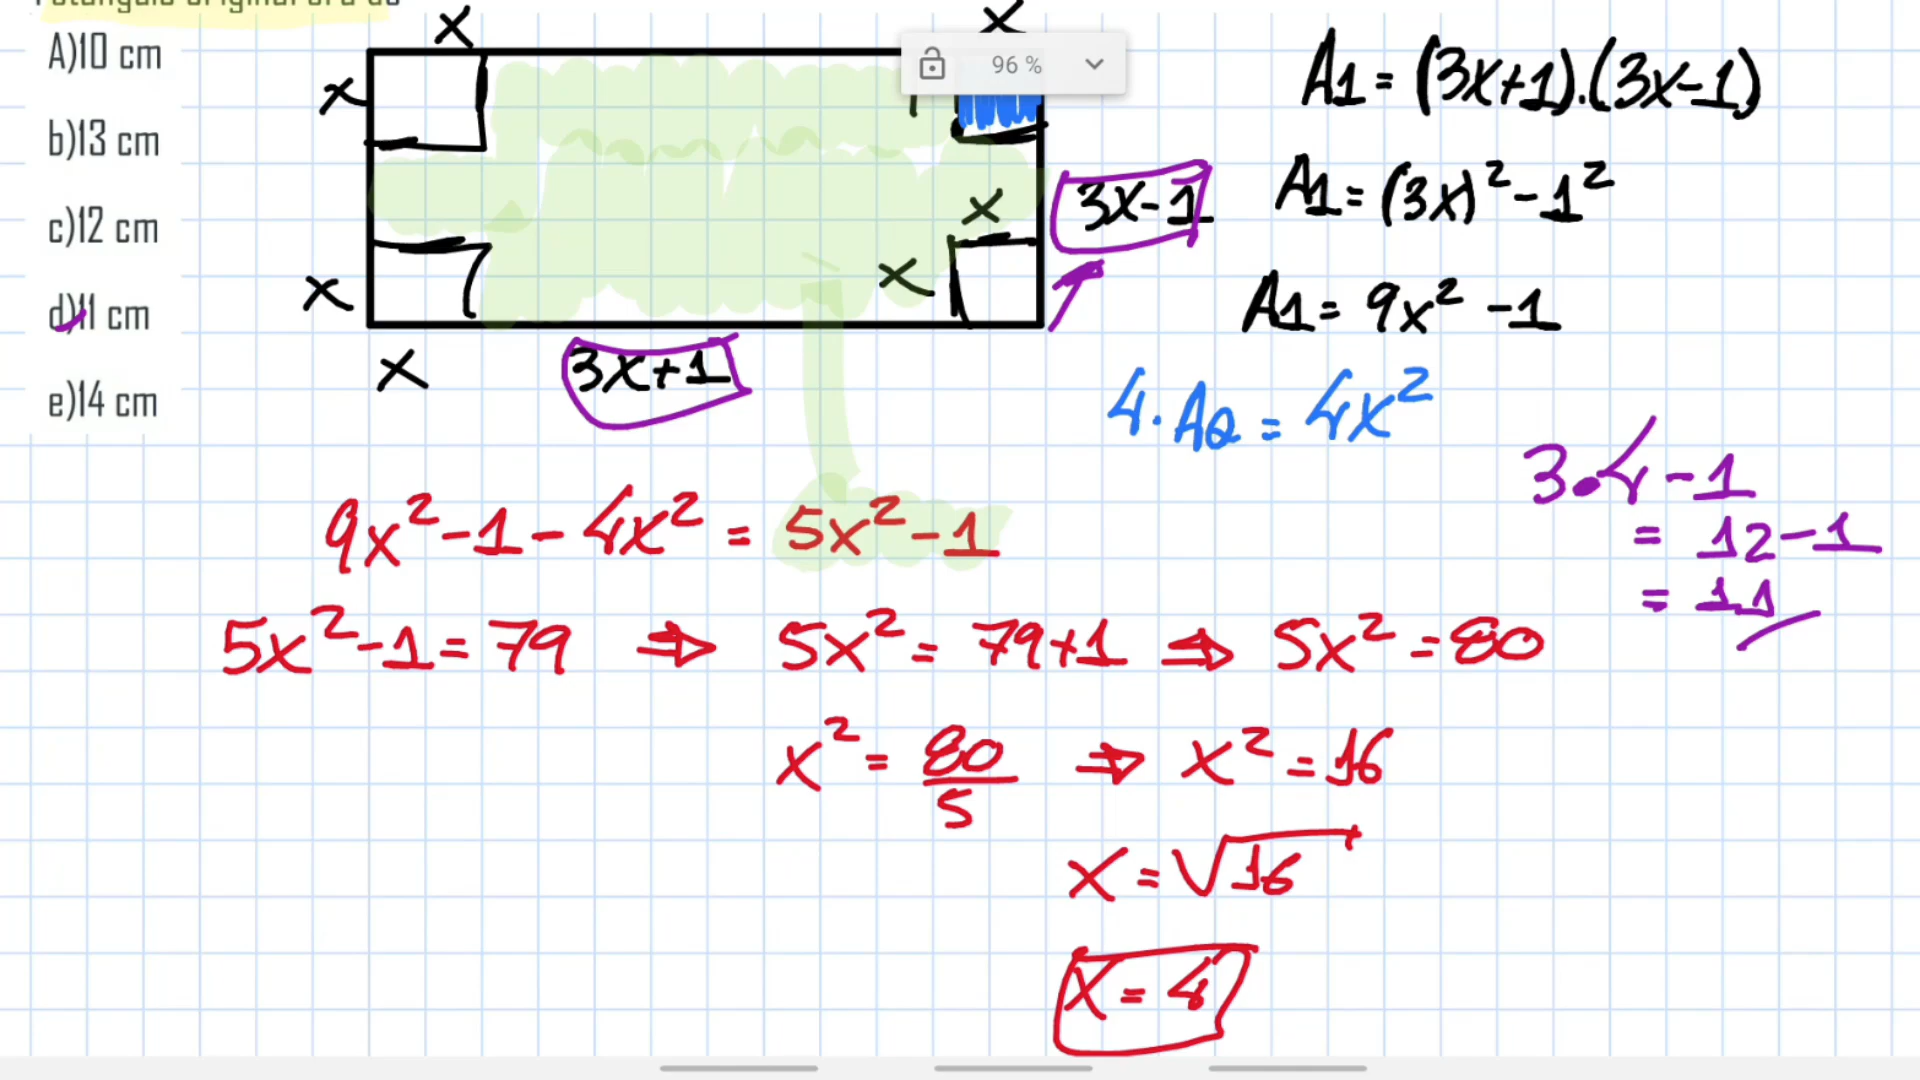 A)10 cm
b)13 cm
c)12 cm
d)11 cm
e)14 cm
x
x
x
96 %
x
x
x
x
3x-1
3x+1
A1 = (3x+1).(3x-1)
A1 = (3x)² - 1²
A1 = 9x² - 1
4.AQ = 4x²
3.4-1
= 12-1
= 11
9x² - 1 - 4x² = 5x² - 1
5x² - 1 = 79 ⇒ 5x² = 79+1 ⇒ 5x² = 80
x² = 80/5 ⇒ x² = 16
x = √16
x = 4